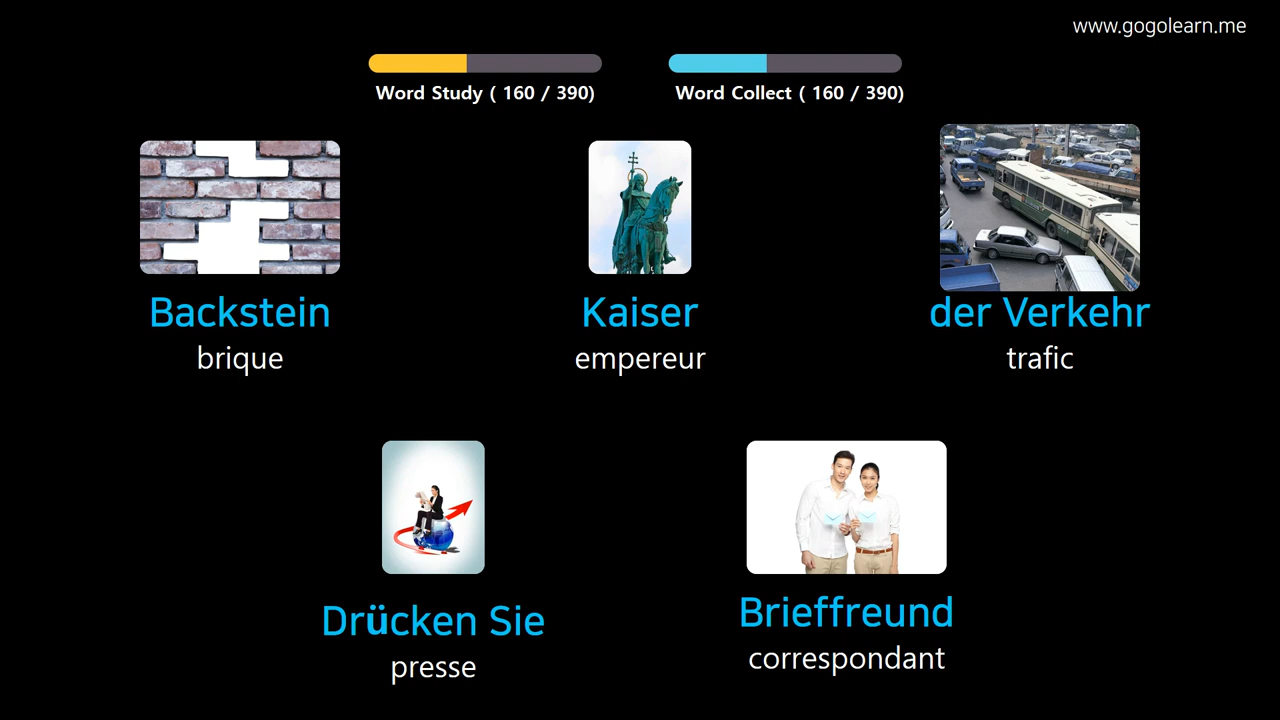 www.gogolearn.me
Word Study ( 160 / 390)
Word Collect ( 160 / 390)
Backstein
brique
Kaiser
empereur
der Verkehr
trafic
Drücken Sie
presse
Brieffreund
correspondant